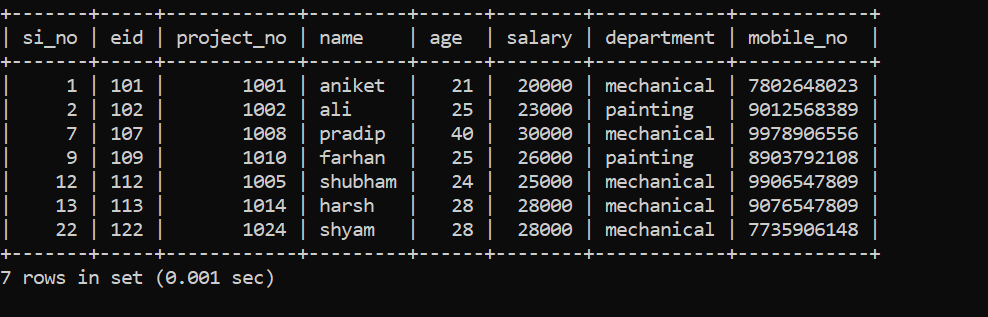 +-------+-----+------------+---------+------+--------+------------+------------+
| si_no | eid | project_no | name    | age  | salary | department | mobile_no  |
+-------+-----+------------+---------+------+--------+------------+------------+
|     1 | 101 |       1001 | aniket  |   21 |  20000 | mechanical | 7802648023 |
|     2 | 102 |       1002 | ali     |   25 |  23000 | painting   | 9012568389 |
|     7 | 107 |       1008 | pradip  |   40 |  30000 | mechanical | 9978906556 |
|     9 | 109 |       1010 | farhan  |   25 |  26000 | painting   | 8903792108 |
|    12 | 112 |       1005 | shubham |   24 |  25000 | mechanical | 9906547809 |
|    13 | 113 |       1014 | harsh   |   28 |  28000 | mechanical | 9076547809 |
|    22 | 122 |       1024 | shyam   |   28 |  28000 | mechanical | 7735906148 |
+-------+-----+------------+---------+------+--------+------------+------------+
7 rows in set (0.001 sec)